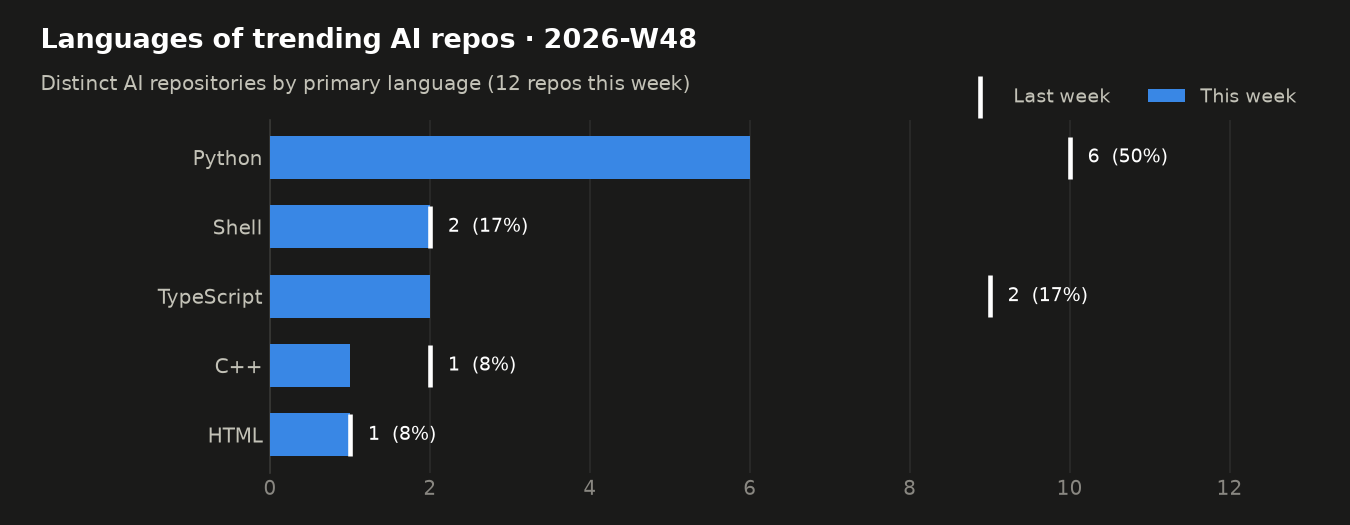 Languages of trending AI repos · 2026-W48
Distinct AI repositories by primary language (12 repos this week)
Last week
This week
Python
6 (50%)
Shell
2 (17%)
TypeScript
2 (17%)
C++
1 (8%)
HTML
1 (8%)
0 2 4 6 8 10 12